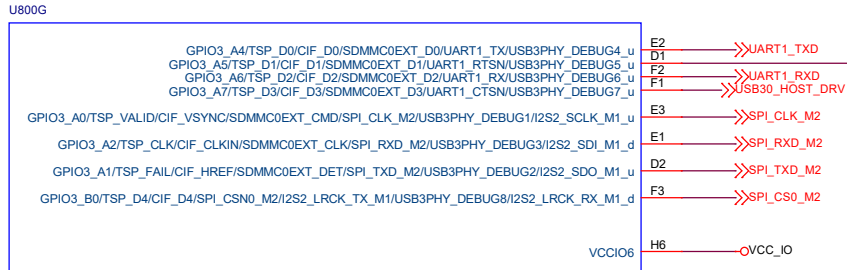 U800G
GPIO3_A4/TSP_D0/CIF_D0/SDMMC0EXT_D0/UART1_TX/USB3PHY_DEBUG4_u E2 UART1_TXD
GPIO3_A5/TSP_D1/CIF_D1/SDMMC0EXT_D1/UART1_RTSN/USB3PHY_DEBUG5_u D1
GPIO3_A6/TSP_D2/CIF_D2/SDMMC0EXT_D2/UART1_RX/USB3PHY_DEBUG6_u F2 UART1_RXD
GPIO3_A7/TSP_D3/CIF_D3/SDMMC0EXT_D3/UART1_CTSN/USB3PHY_DEBUG7_u F1 USB30_HOST_DRV
GPIO3_A0/TSP_VALID/CIF_VSYNC/SDMMC0EXT_CMD/SPI_CLK_M2/USB3PHY_DEBUG1/I2S2_SCLK_M1_u E3 SPI_CLK_M2
GPIO3_A2/TSP_CLK/CIF_CLKIN/SDMMC0EXT_CLK/SPI_RXD_M2/USB3PHY_DEBUG3/I2S2_SDI_M1_d E1 SPI_RXD_M2
GPIO3_A1/TSP_FAIL/CIF_HREF/SDMMC0EXT_DET/SPI_TXD_M2/USB3PHY_DEBUG2/I2S2_SDO_M1_u D2 SPI_TXD_M2
GPIO3_B0/TSP_D4/CIF_D4/SPI_CSN0_M2/I2S2_LRCK_TX_M1/USB3PHY_DEBUG8/I2S2_LRCK_RX_M1_d F3 SPI_CS0_M2
VCCIO6 H6 VCC_IO